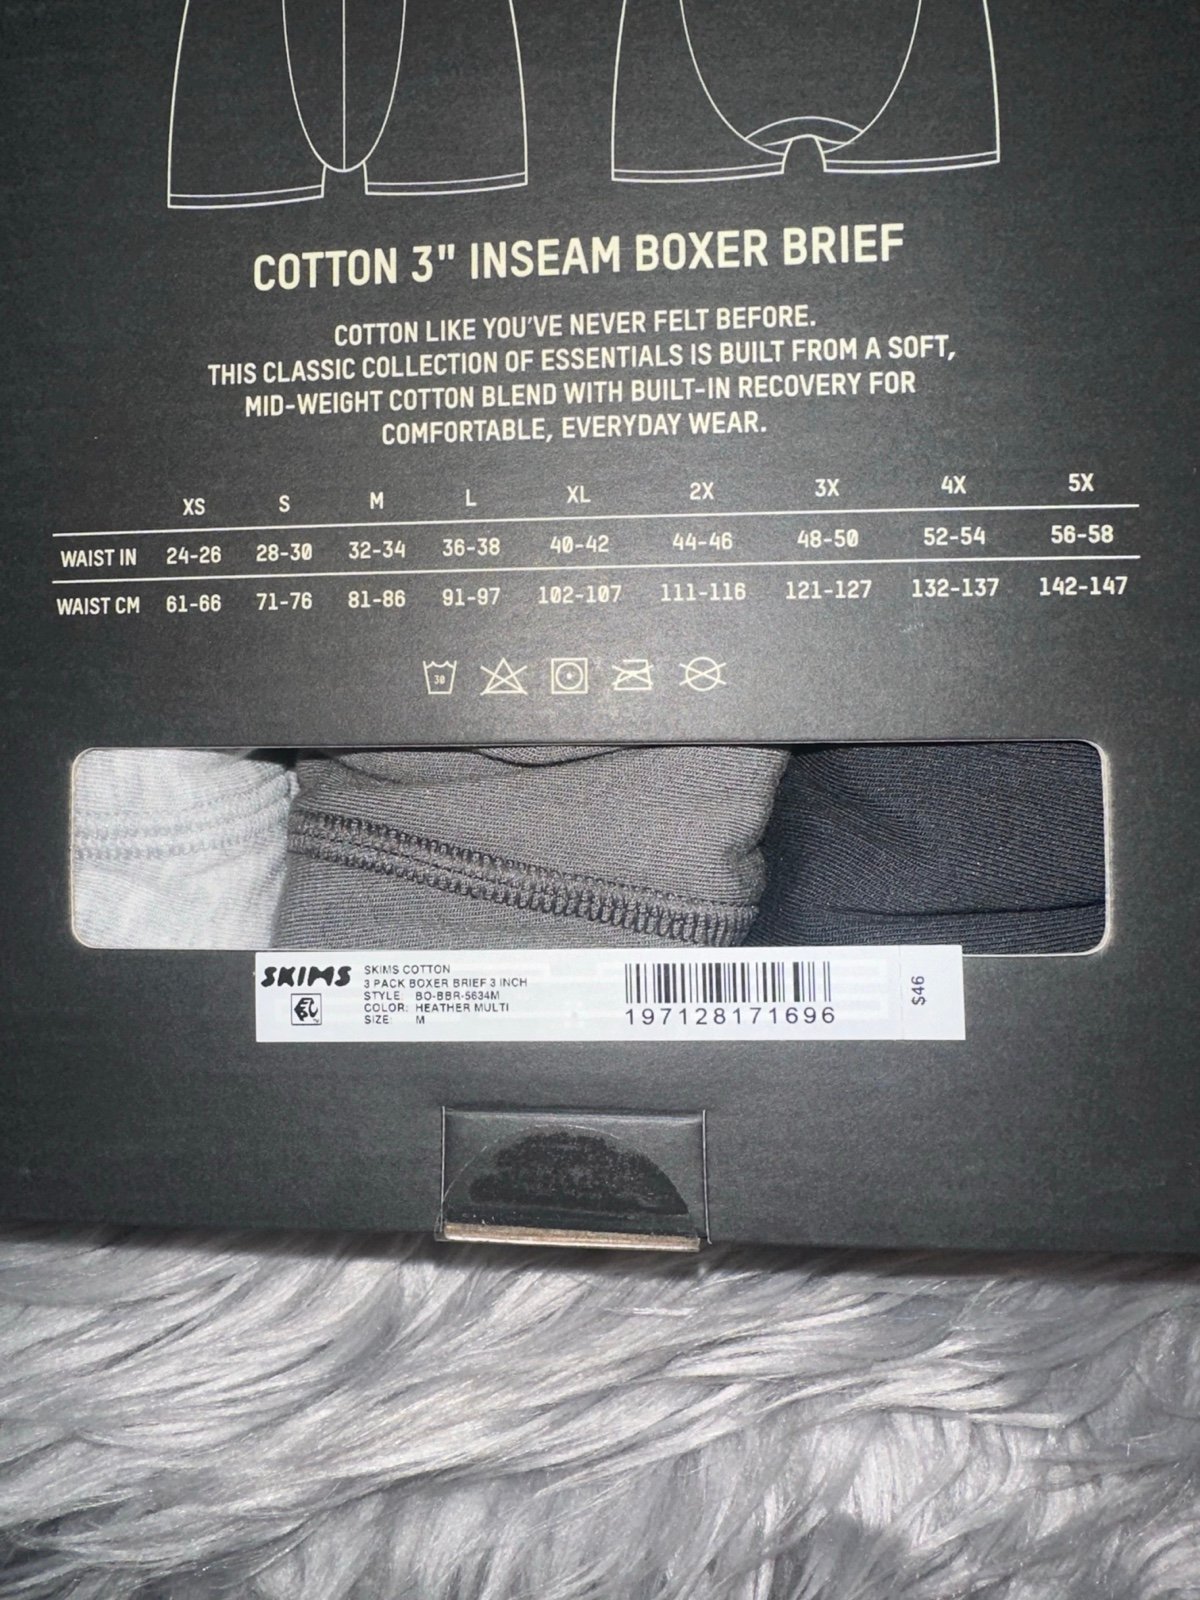 COTTON 3" INSEAM BOXER BRIEF
COTTON LIKE YOU'VE NEVER FELT BEFORE.
THIS CLASSIC COLLECTION OF ESSENTIALS IS BUILT FROM A SOFT,
MID-WEIGHT COTTON BLEND WITH BUILT-IN RECOVERY FOR
COMFORTABLE, EVERYDAY WEAR.
XS S M L XL 2X 3X 4X 5X
WAIST IN 24-26 28-30 32-34 36-38 40-42 44-46 48-50 52-54 56-58
WAIST CM 61-66 71-76 81-86 91-97 102-107 111-116 121-127 132-137 142-147
30
SKIMS
SKIMS COTTON
3 PACK BOXER BRIEF 3 INCH
STYLE: BO-BBR-5634M
COLOR: HEATHER MULTI
SIZE: M
197128171696
$46